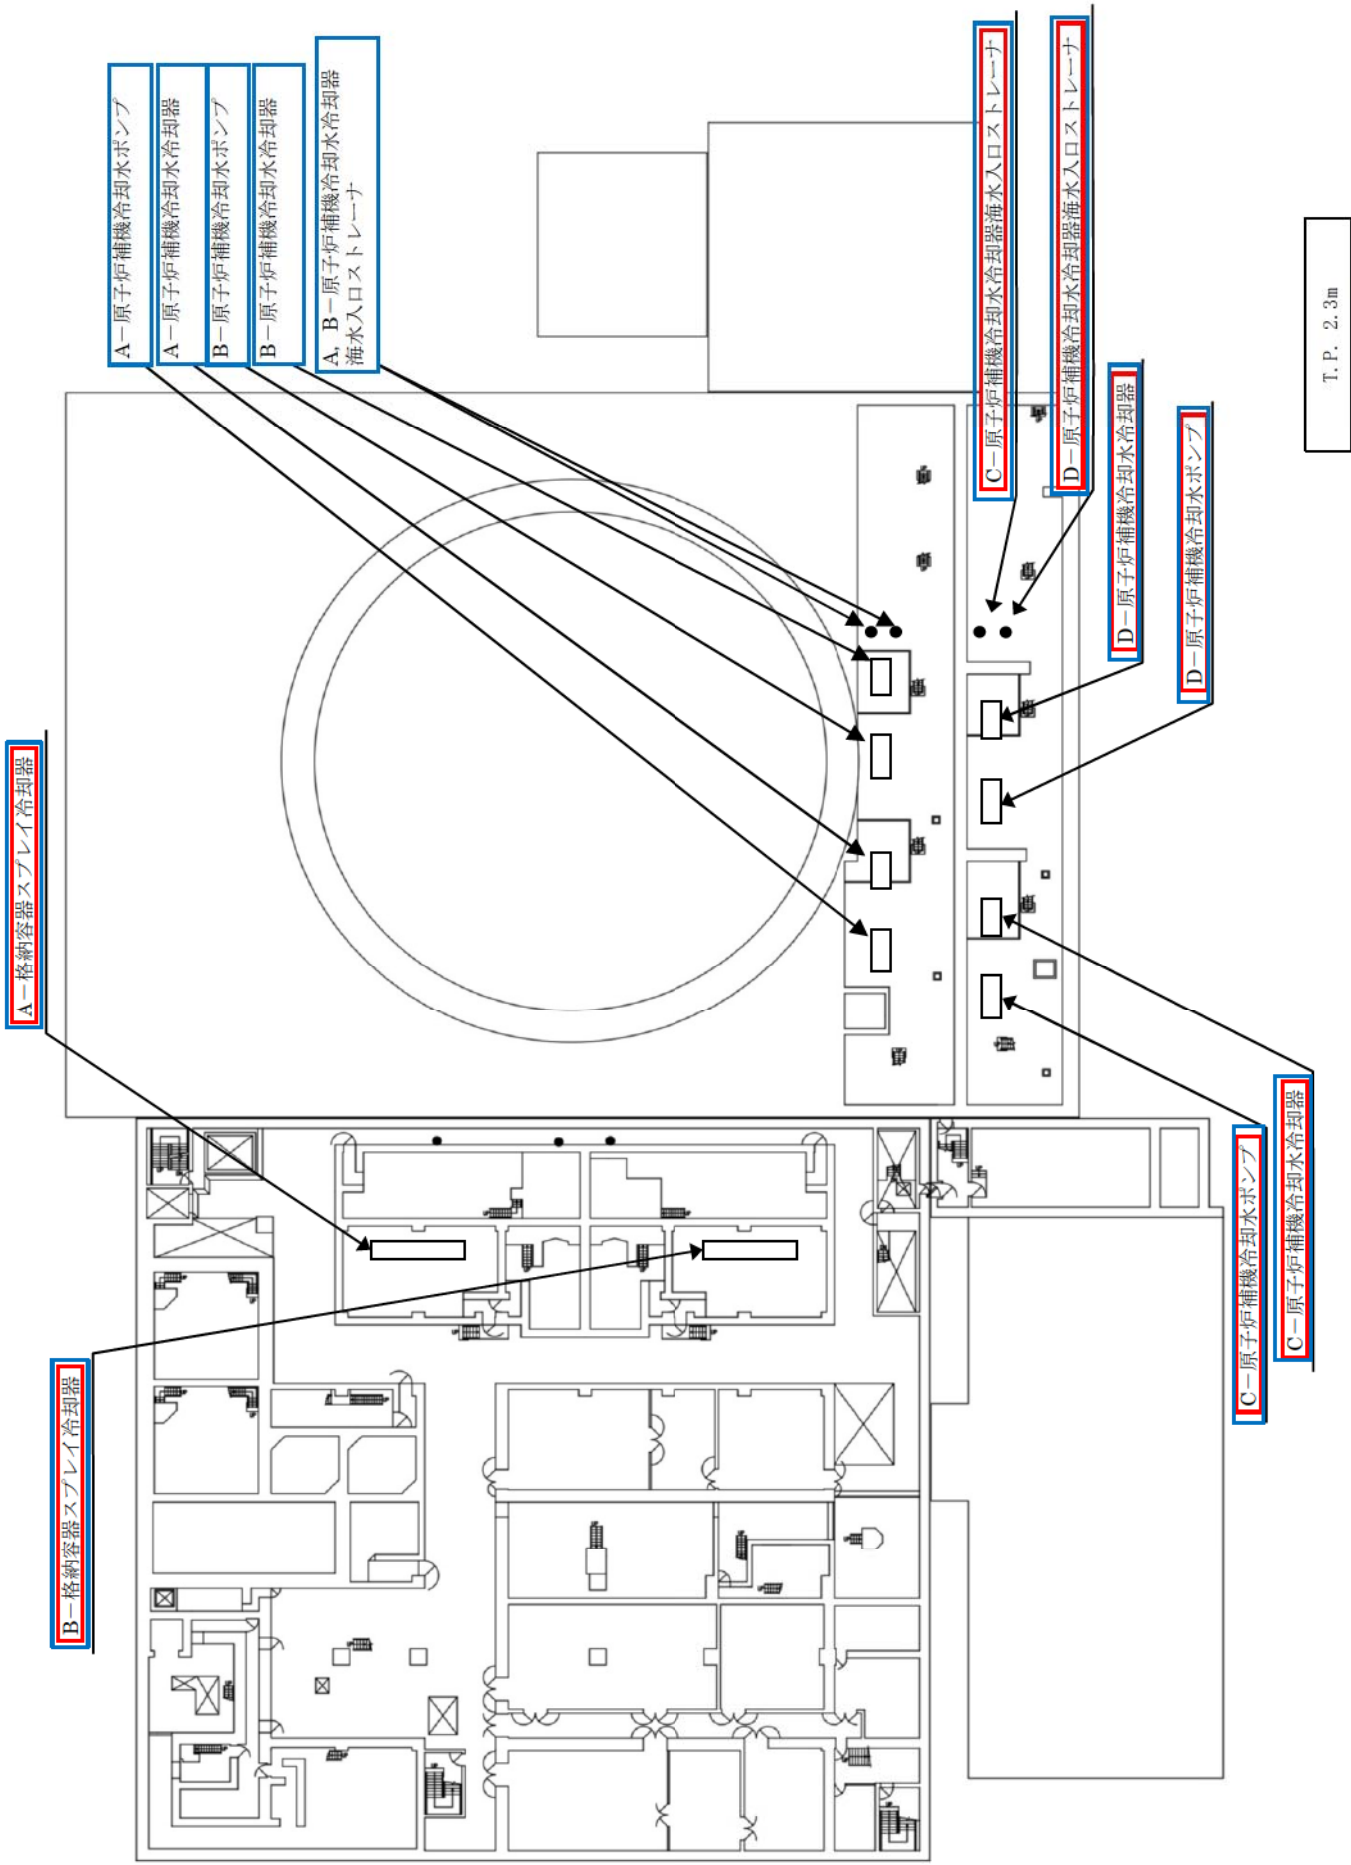 A－原子炉補機冷却水ポンプ
A－原子炉補機冷却水冷却器
B－原子炉補機冷却水ポンプ
B－原子炉補機冷却水冷却器
A, B－原子炉補機冷却水冷却器
海水入口ストレーナ
C－原子炉補機冷却水冷却器海水入口ストレーナ
D－原子炉補機冷却水冷却器海水入口ストレーナ
D－原子炉補機冷却水冷却器
D－原子炉補機冷却水ポンプ
A－格納容器スプレイ冷却器
B－格納容器スプレイ冷却器
C－原子炉補機冷却水ポンプ
C－原子炉補機冷却水冷却器
T.P. 2.3m